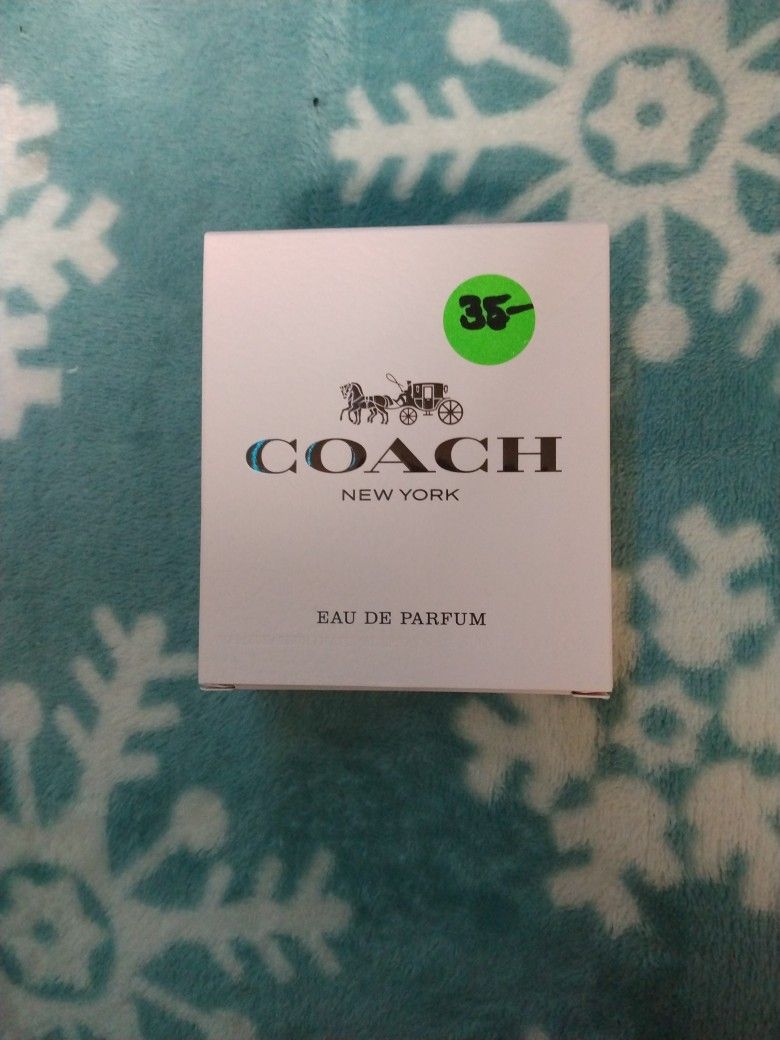 35-
COACH
NEW YORK
EAU DE PARFUM